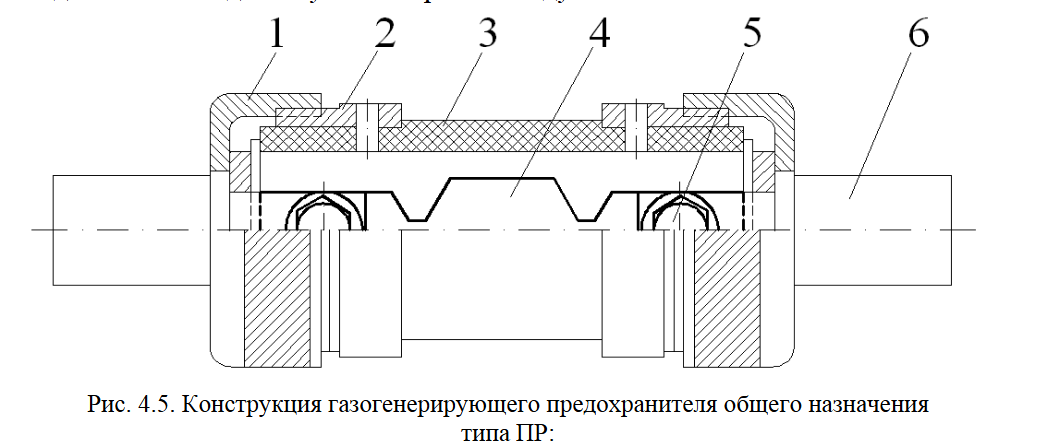 1 2 3 4 5 6
Рис. 4.5. Конструкция газогенерирующего предохранителя общего назначения
типа ПР: